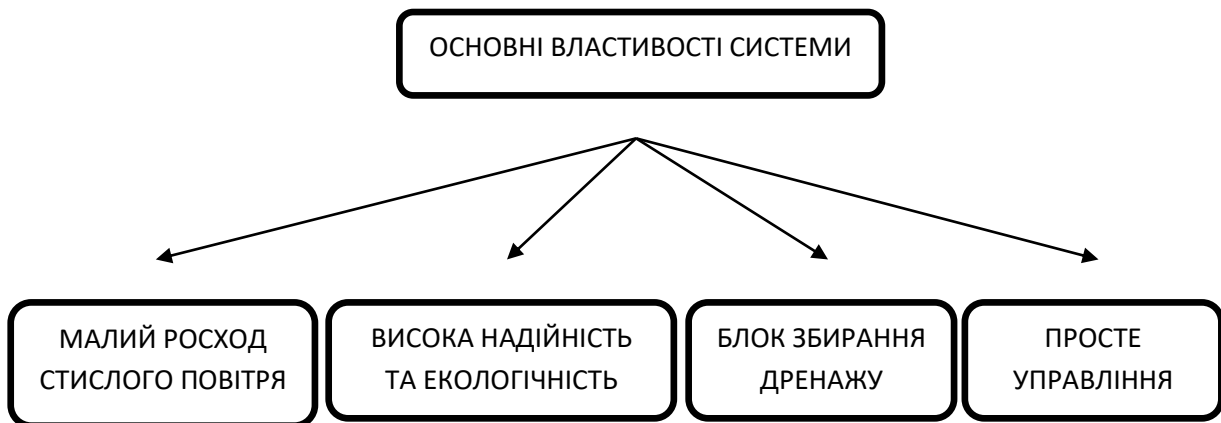 ОСНОВНІ ВЛАСТИВОСТІ СИСТЕМИ
МАЛИЙ РОСХОД
СТИСЛОГО ПОВІТРЯ
ВИСОКА НАДІЙНІСТЬ
ТА ЕКОЛОГІЧНІСТЬ
БЛОК ЗБИРАННЯ
ДРЕНАЖУ
ПРОСТЕ
УПРАВЛІННЯ